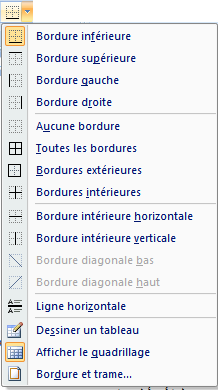 Bordure inférieure
Bordure supérieure
Bordure gauche
Bordure droite
Aucune bordure
Toutes les bordures
Bordures extérieures
Bordures intérieures
Bordure intérieure horizontale
Bordure intérieure verticale
Bordure diagonale bas
Bordure diagonale haut
Ligne horizontale
Dessiner un tableau
Afficher le quadrillage
Bordure et trame...